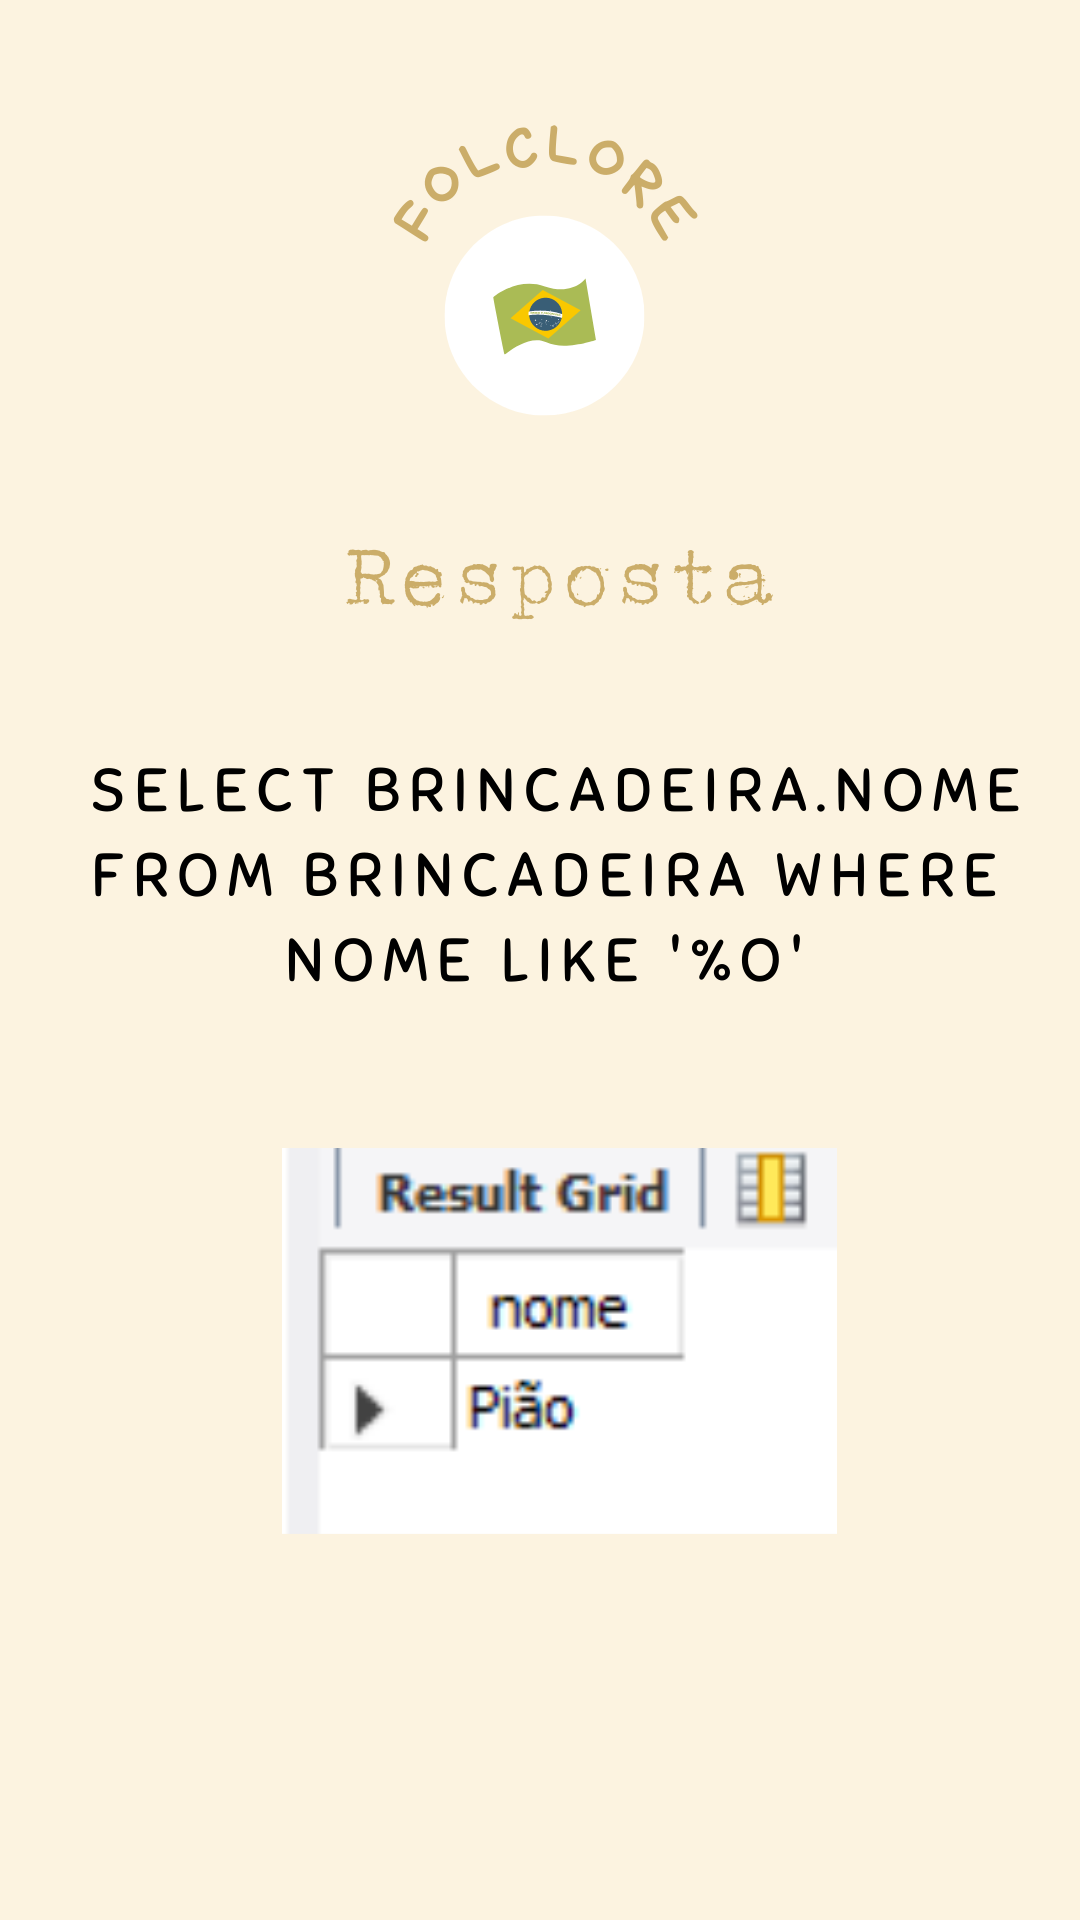 FOLCLORE
Resposta
SELECT BRINCADEIRA.NOME
FROM BRINCADEIRA WHERE
NOME LIKE '%O'
Result Grid
nome
Pião